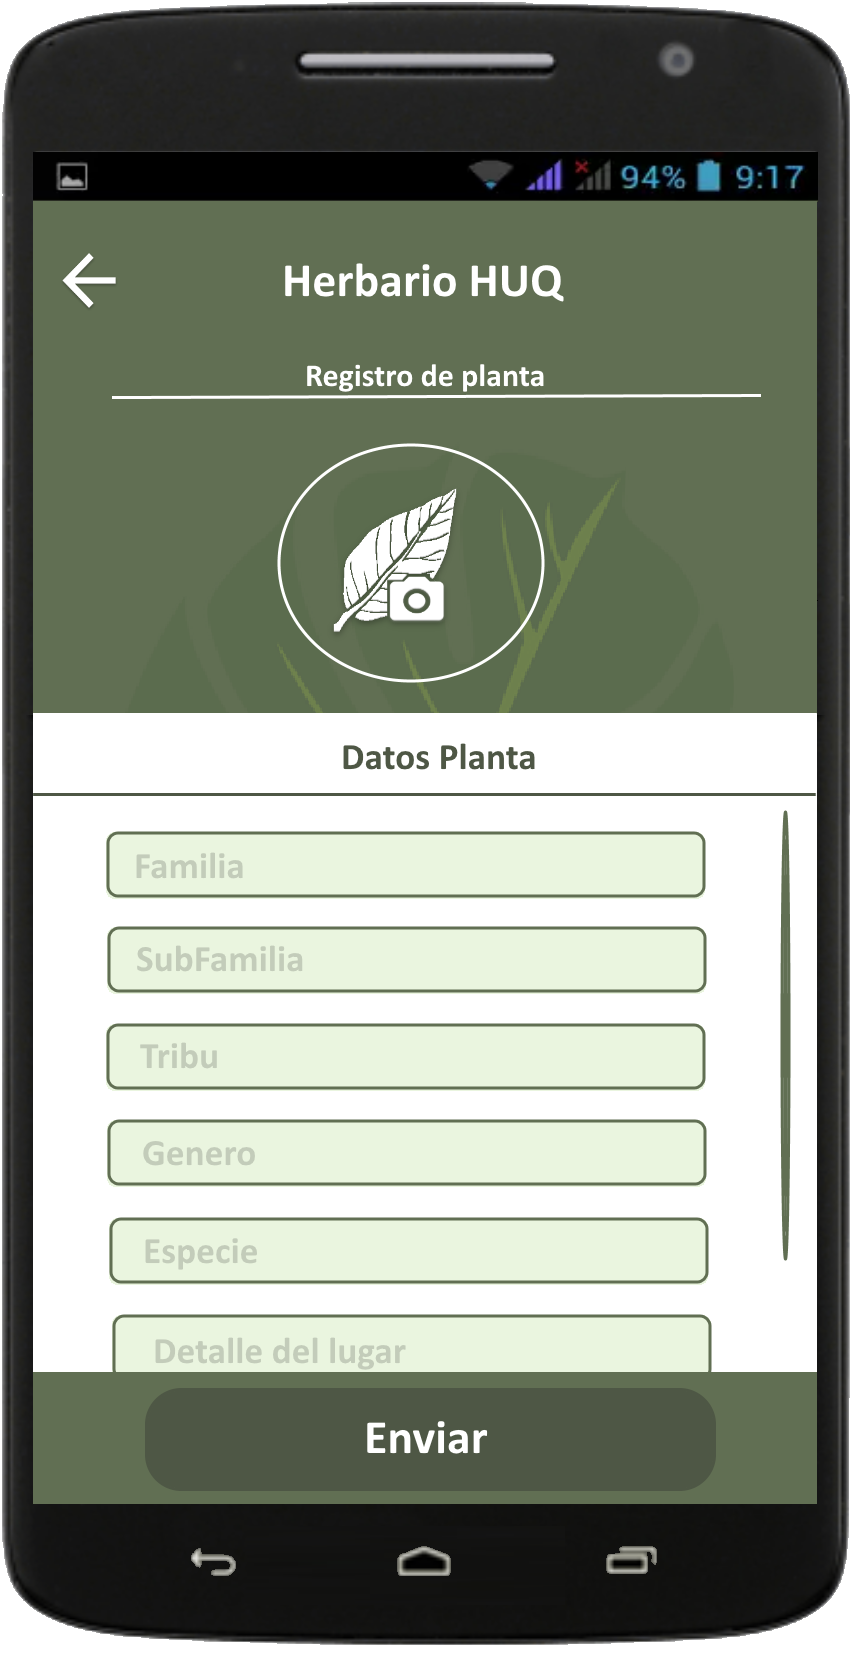 94% 9:17
Herbario HUQ
Registro de planta
Datos Planta
Familia
SubFamilia
Tribu
Genero
Especie
Detalle del lugar
Enviar